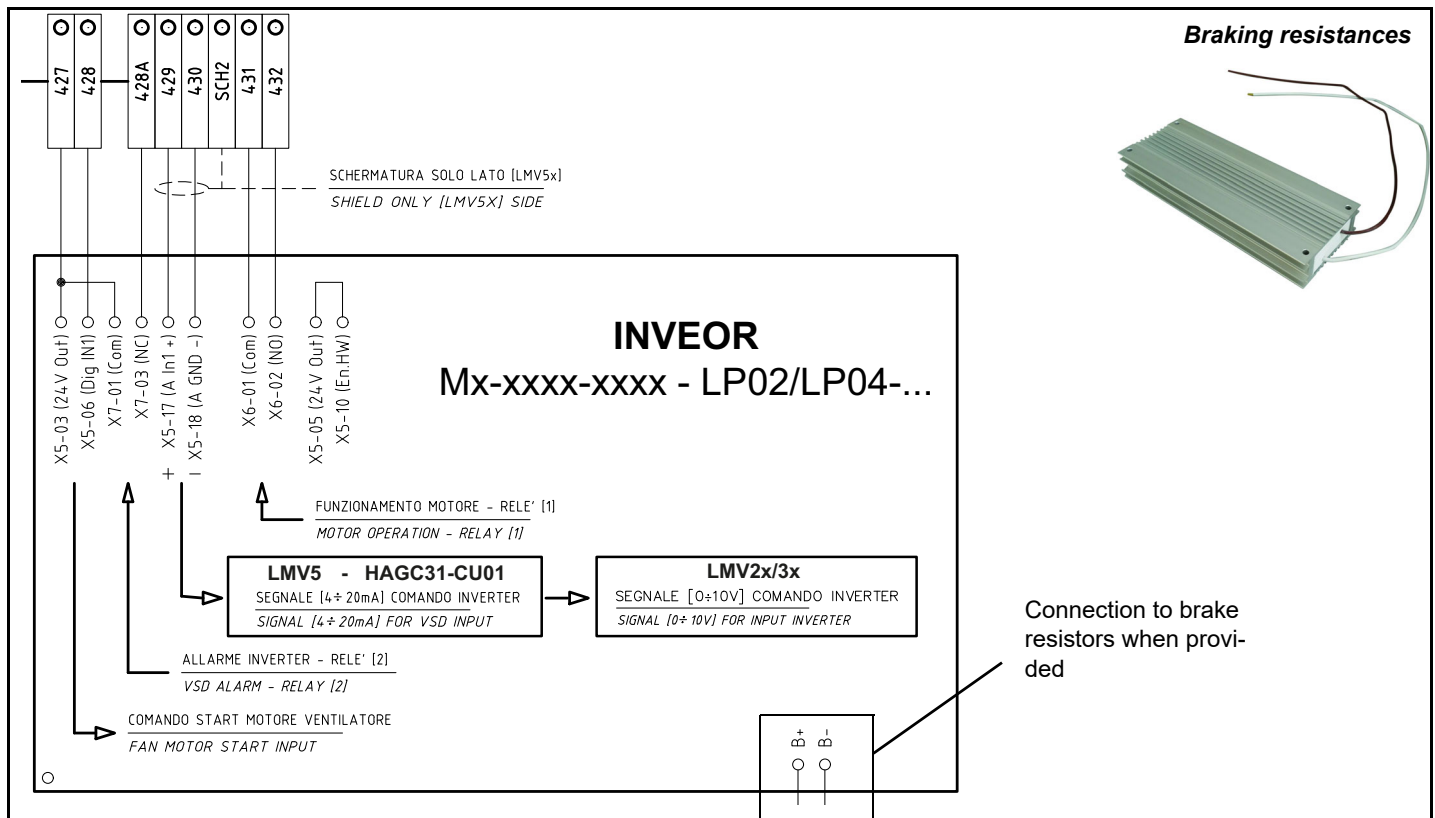 427
428
428A
429
430
SCH2
431
432
Braking resistances
SCHERMATURA SOLO LATO [LMV5x]
SHIELD ONLY [LMV5X] SIDE
X5-03 (24V Out)
X5-06 (Dig IN1)
X7-01 (Com)
X7-03 (NC)
+ X5-17 (A In1 +)
− X5-18 (A GND -)
X6-01 (Com)
X6-02 (NO)
X5-05 (24V Out)
X5-10 (En.HW)
INVEOR
Mx-xxxx-xxxx - LP02/LP04-...
FUNZIONAMENTO MOTORE - RELE' [1]
MOTOR OPERATION - RELAY [1]
LMV5 - HAGC31-CU01
SEGNALE [4÷20mA] COMANDO INVERTER
SIGNAL [4÷20mA] FOR VSD INPUT
LMV2x/3x
SEGNALE [0÷10V] COMANDO INVERTER
SIGNAL [0÷10V] FOR INPUT INVERTER
Connection to brake
resistors when provi-
ded
ALLARME INVERTER - RELE' [2]
VSD ALARM - RELAY [2]
COMANDO START MOTORE VENTILATORE
FAN MOTOR START INPUT
B+
B-